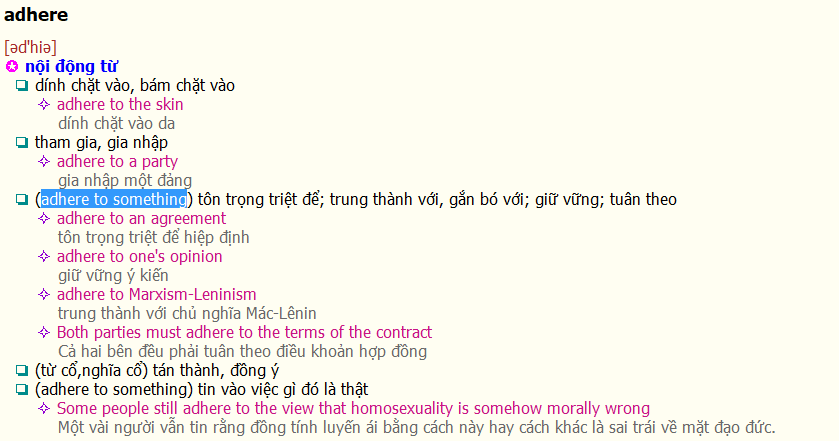 adhere
[əd'hiə]
nội động từ
dính chặt vào, bám chặt vào
adhere to the skin
dính chặt vào da
tham gia, gia nhập
adhere to a party
gia nhập một đảng
(adhere to something) tôn trọng triệt để; trung thành với, gắn bó với; giữ vững; tuân theo
adhere to an agreement
tôn trọng triệt để hiệp định
adhere to one's opinion
giữ vững ý kiến
adhere to Marxism-Leninism
trung thành với chủ nghĩa Mác-Lênin
Both parties must adhere to the terms of the contract
Cả hai bên đều phải tuân theo điều khoản hợp đồng
(từ cổ,nghĩa cổ) tán thành, đồng ý
(adhere to something) tin vào việc gì đó là thật
Some people still adhere to the view that homosexuality is somehow morally wrong
Một vài người vẫn tin rằng đồng tính luyến ái bằng cách này hay cách khác là sai trái về mặt đạo đức.